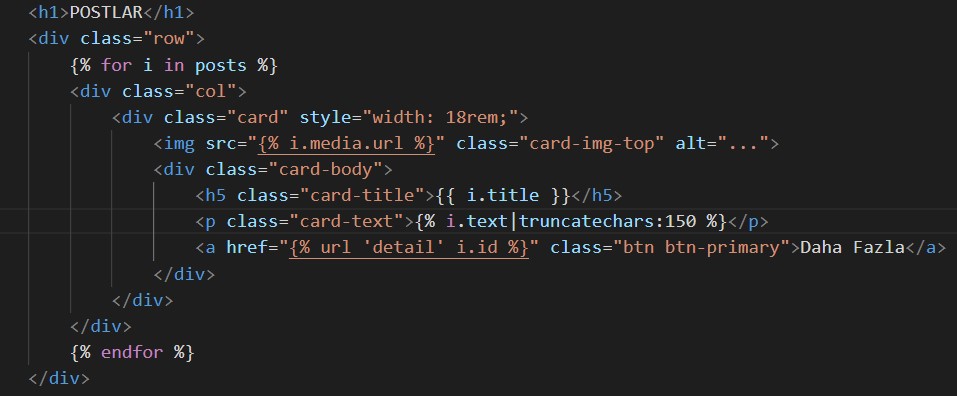 <h1>POSTLAR</h1>
<div class="row">
{% for i in posts %}
<div class="col">
<div class="card" style="width: 18rem;">
<img src="{% i.media.url %}" class="card-img-top" alt="...">
<div class="card-body">
<h5 class="card-title">{{ i.title }}</h5>
<p class="card-text">{% i.text|truncatechars:150 %}</p>
<a href="{% url 'detail' i.id %}" class="btn btn-primary">Daha Fazla</a>
</div>
</div>
</div>
{% endfor %}
</div>